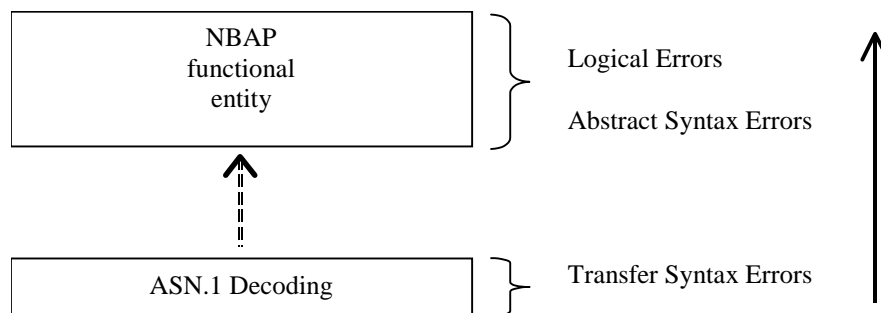 NBAP
functional
entity
Logical Errors
Abstract Syntax Errors
ASN.1 Decoding
Transfer Syntax Errors